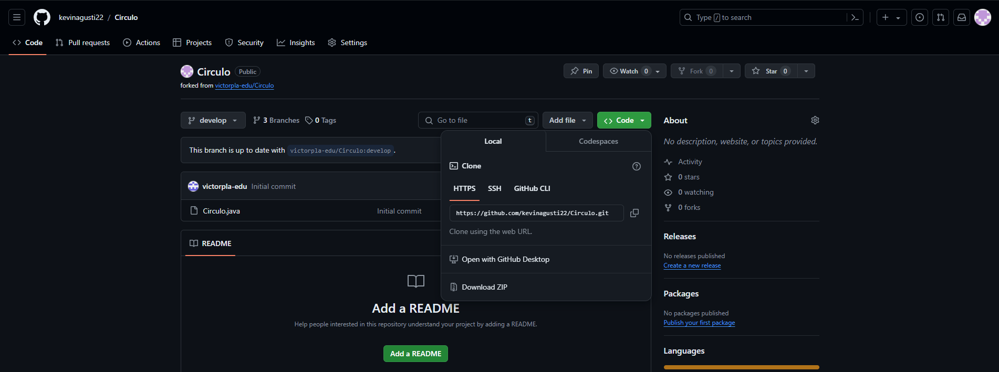 kevinagusti22 / Circulo
Type / to search
Code Pull requests Actions Projects Security Insights Settings
Circulo Public
Pin Watch 0 Fork 0 Star 0
forked from victorpla-edu/Circulo
develop 3 Branches 0 Tags
Go to file t Add file Code
About
No description, website, or topics provided.
Activity
0 stars
0 watching
0 forks
Releases
No releases published
Create a new release
Packages
No packages published
Publish your first package
Languages
Local Codespaces
Clone
HTTPS SSH GitHub CLI
https://github.com/kevinagusti22/Circulo.git
Clone using the web URL.
Open with GitHub Desktop
Download ZIP
This branch is up to date with victorpla-edu/Circulo:develop .
victorpla-edu Initial commit
Circulo.java Initial commit
README
Add a README
Help people interested in this repository understand your project by adding a README.
Add a README